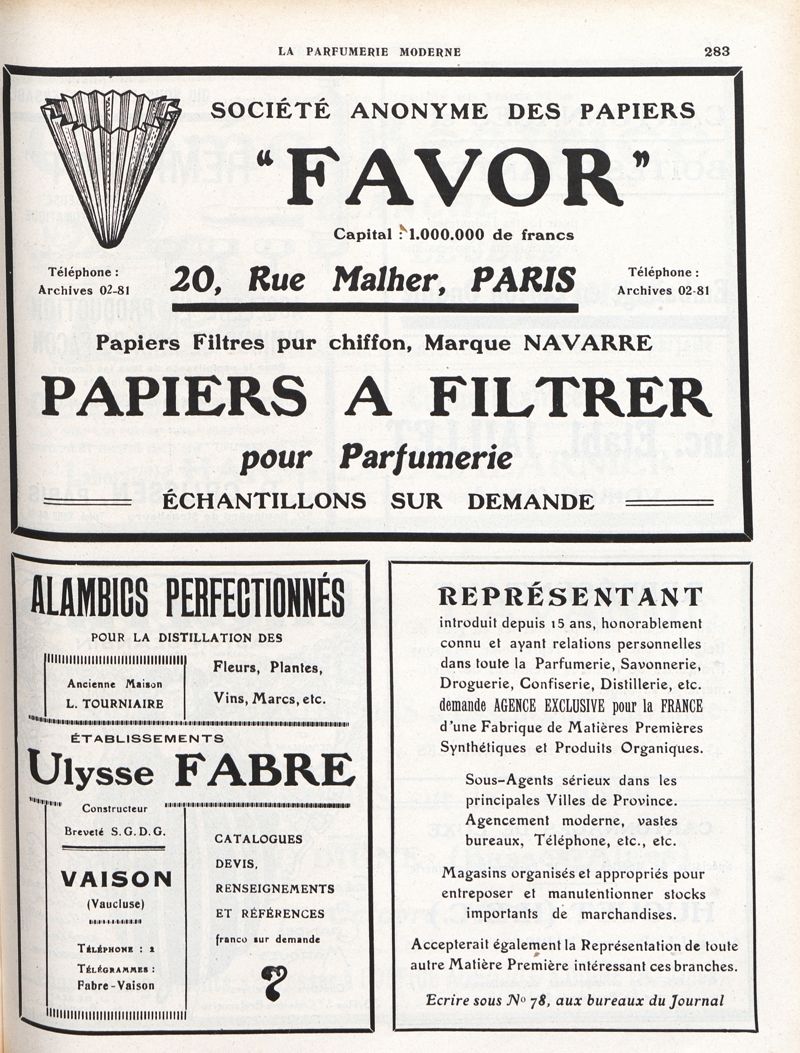 LA PARFUMERIE MODERNE
283
SOCIÉTÉ ANONYME DES PAPIERS
"FAVOR"
Capital : 1.000.000 de francs
Téléphone :
Archives 02-81
20, Rue Malher, PARIS
Téléphone :
Archives 02-81
Papiers Filtres pur chiffon, Marque NAVARRE
PAPIERS A FILTRER
pour Parfumerie
ÉCHANTILLONS SUR DEMANDE
ALAMBICS PERFECTIONNÉS
POUR LA DISTILLATION DES
Ancienne Maison
L. TOURNIAIRE
Fleurs, Plantes,
Vins, Marcs, etc.
ÉTABLISSEMENTS
Ulysse FABRE
Constructeur
Breveté S. G. D. G.
VAISON
(Vaucluse)
TÉLÉPHONE : 2
TÉLÉGRAMMES :
Fabre-Vaison
CATALOGUES
DEVIS,
RENSEIGNEMENTS
ET RÉFÉRENCES
franco sur demande
?
REPRÉSENTANT
introduit depuis 15 ans, honorablement
connu et ayant relations personnelles
dans toute la Parfumerie, Savonnerie,
Droguerie, Confiserie, Distillerie, etc.
demande AGENCE EXCLUSIVE pour la FRANCE
d'une Fabrique de Matières Premières
Synthétiques et Produits Organiques.
Sous-Agents sérieux dans les
principales Villes de Province.
Agencement moderne, vastes
bureaux, Téléphone, etc., etc.
Magasins organisés et appropriés pour
entreposer et manutentionner stocks
importants de marchandises.
Accepterait également la Représentation de toute
autre Matière Première intéressant ces branches.
Ecrire sous No 78, aux bureaux du Journal